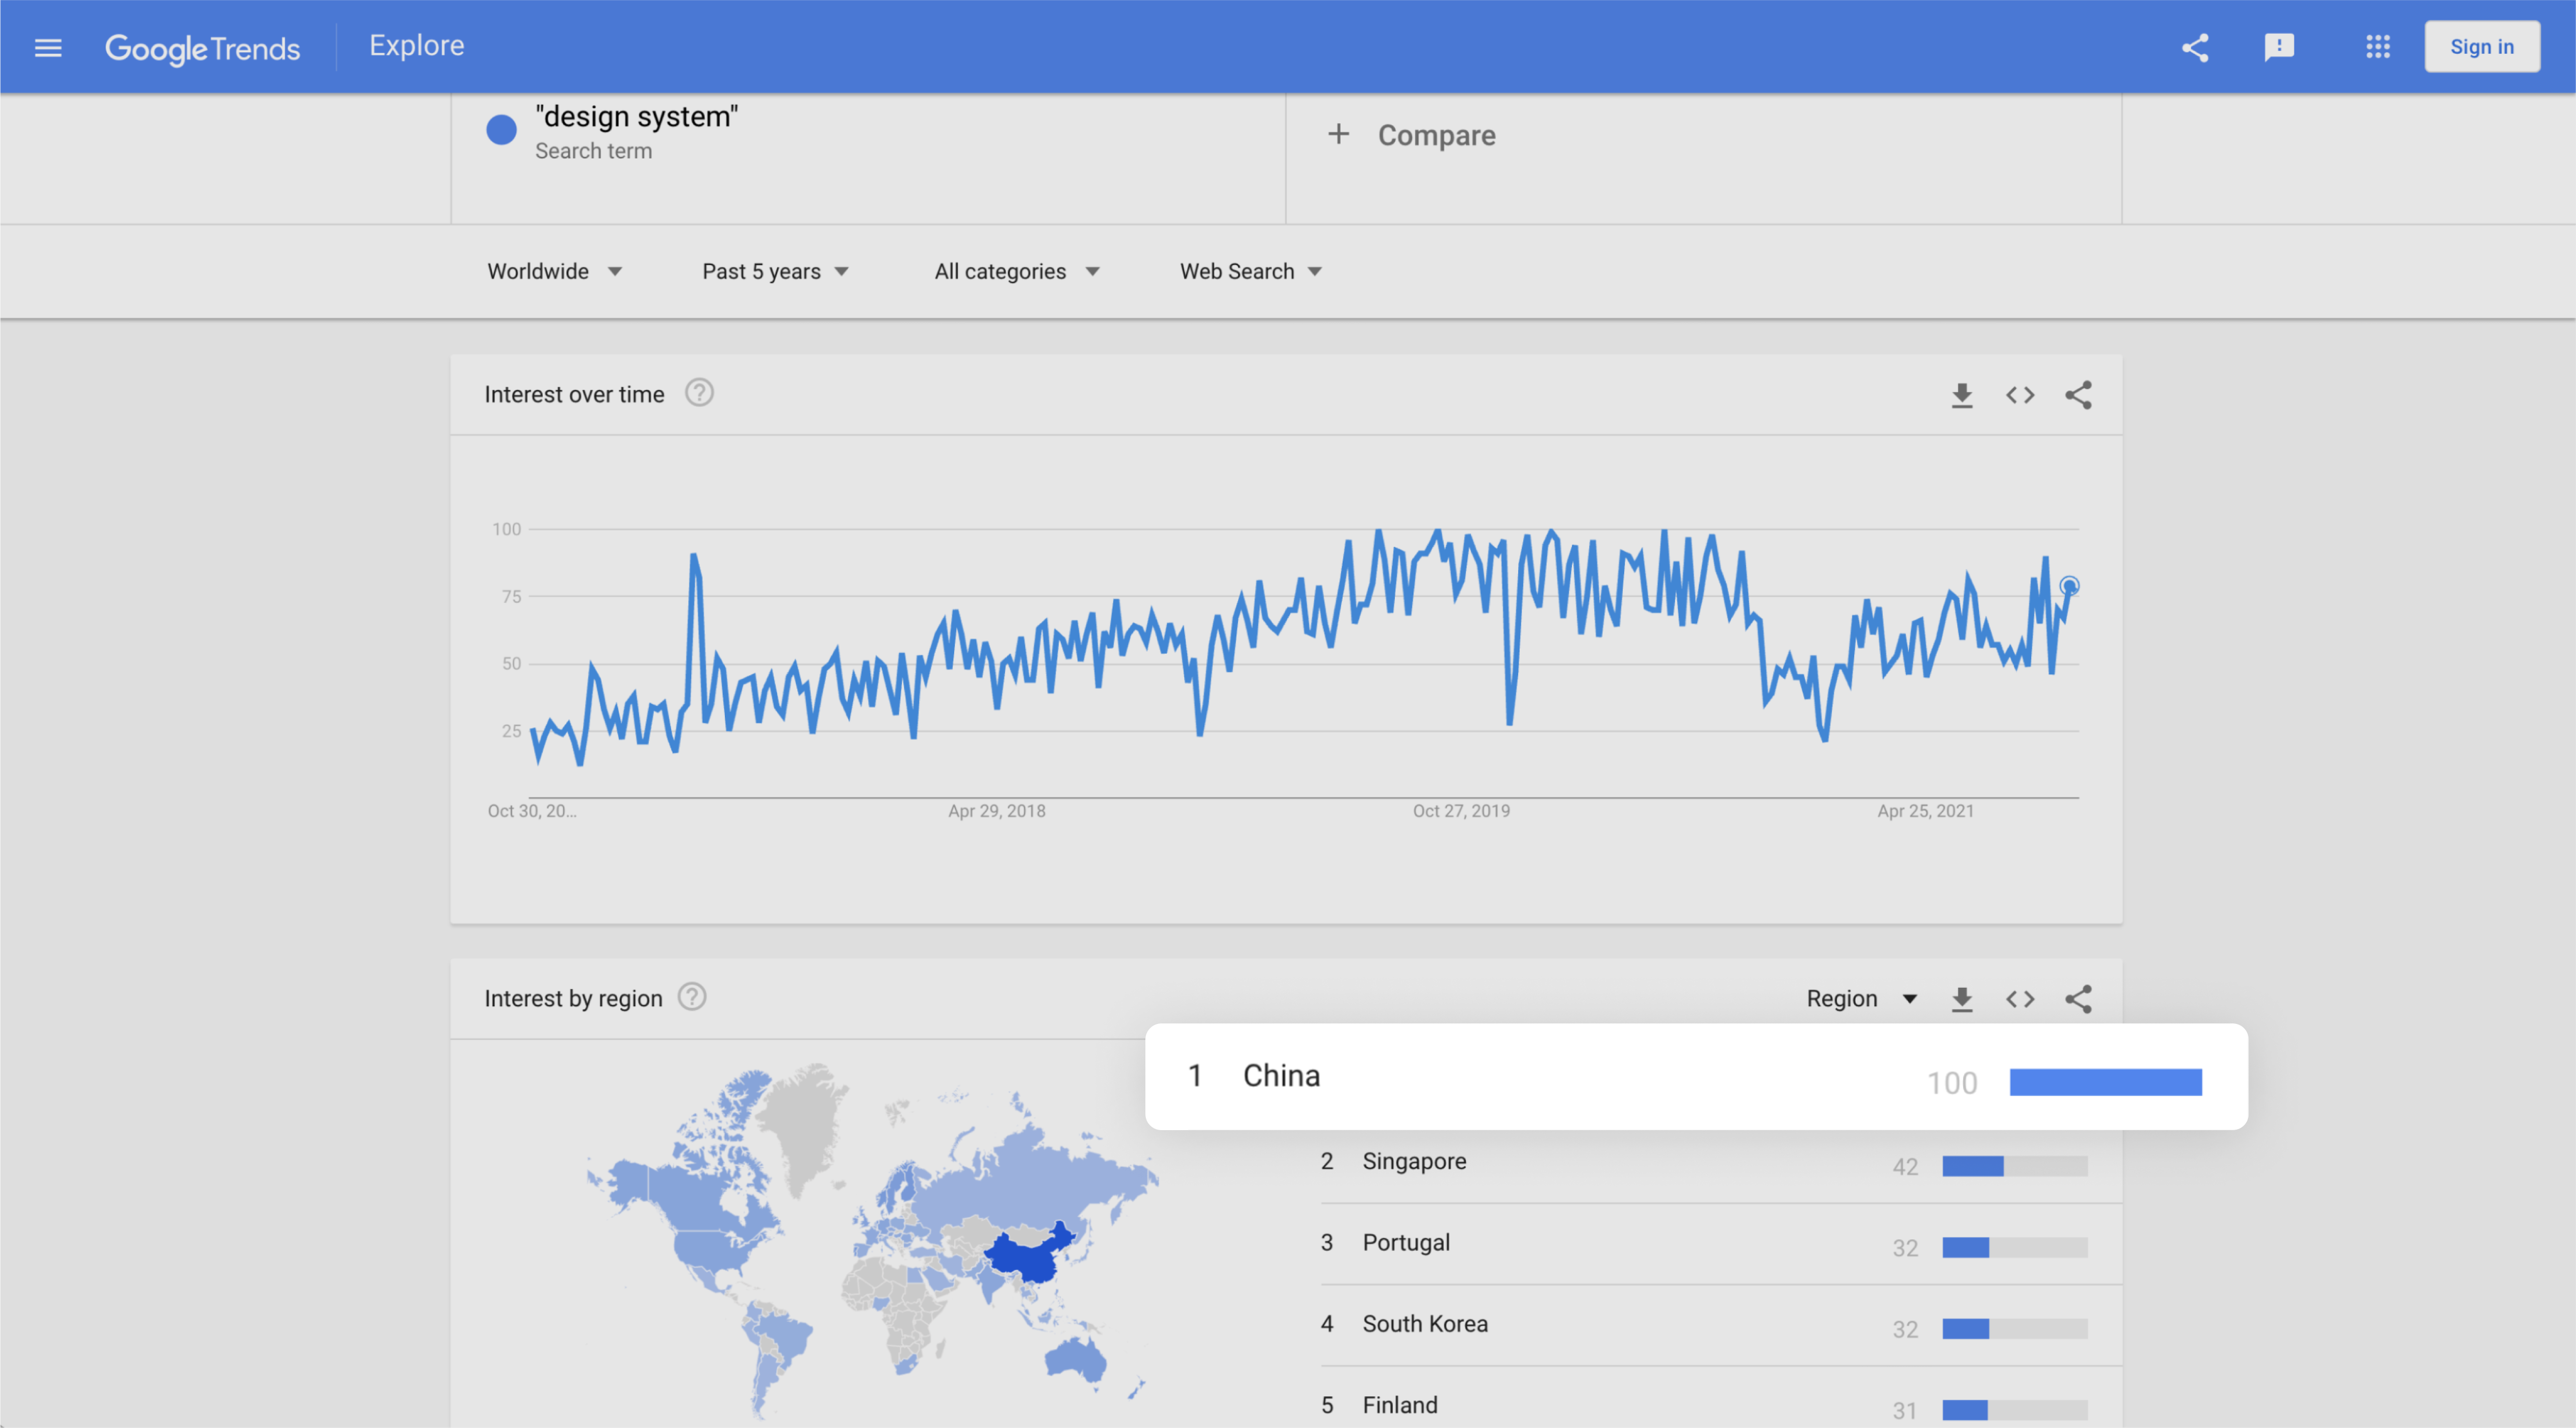 Google Trends
Explore
Sign in
"design system"
Search term
+ Compare
Worldwide
Past 5 years
All categories
Web Search
Interest over time
100
75
50
25
Oct 30, 20...
Apr 29, 2018
Oct 27, 2019
Apr 25, 2021
Interest by region
Region
1 China 100
2 Singapore 42
3 Portugal 32
4 South Korea 32
5 Finland 31